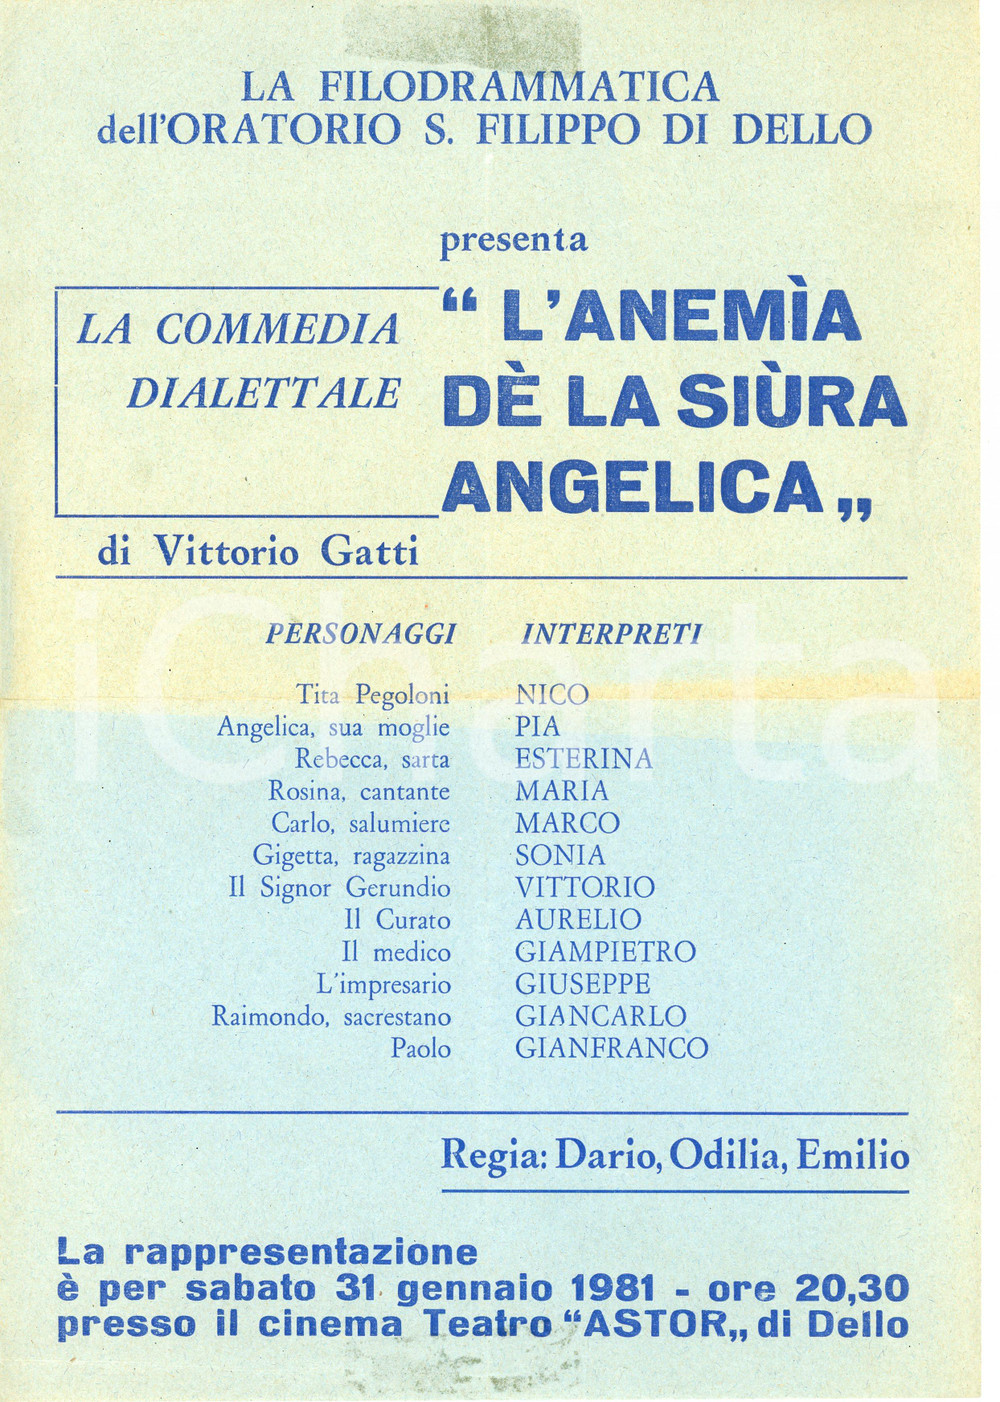 LA FILODRAMMATICA
dell'ORATORIO S. FILIPPO DI DELLO
presenta
LA COMMEDIA
DIALETTALE
“ L'ANEMÌA
DÈ LA SIÙRA
ANGELICA „
di Vittorio Gatti
PERSONAGGI INTERPRETI
Tita Pegoloni NICO
Angelica, sua moglie PIA
Rebecca, sarta ESTERINA
Rosina, cantante MARIA
Carlo, salumiere MARCO
Gigetta, ragazzina SONIA
Il Signor Gerundio VITTORIO
Il Curato AURELIO
Il medico GIAMPIETRO
L'impresario GIUSEPPE
Raimondo, sacrestano GIANCARLO
Paolo GIANFRANCO
Regia: Dario, Odilia, Emilio
La rappresentazione
è per sabato 31 gennaio 1981 - ore 20,30
presso il cinema Teatro “ASTOR„ di Dello
iCharta